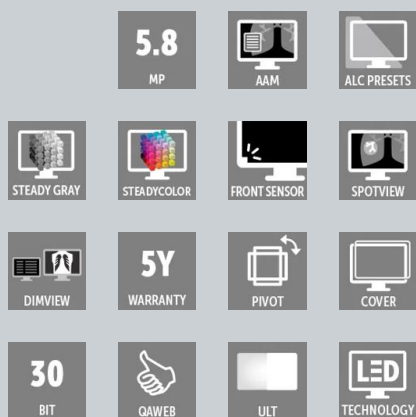 5.8
MP
AAM
ALC PRESETS
STEADY GRAY
STEADYCOLOR
FRONT SENSOR
SPOTVIEW
DIMVIEW
5Y
WARRANTY
PIVOT
COVER
30
BIT
QAWEB
ULT
LED
TECHNOLOGY